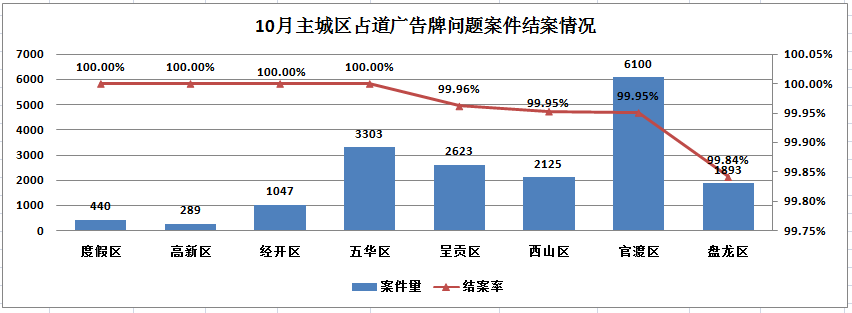 10月主城区占道广告牌问题案件结案情况
7000
6000
5000
4000
3000
2000
1000
0
100.05%
100.00%
99.95%
99.90%
99.85%
99.80%
99.75%
100.00%
100.00%
100.00%
100.00%
99.96%
99.95%
99.95%
99.84%
440
289
1047
3303
2623
2125
6100
1893
度假区
高新区
经开区
五华区
呈贡区
西山区
官渡区
盘龙区
案件量
结案率